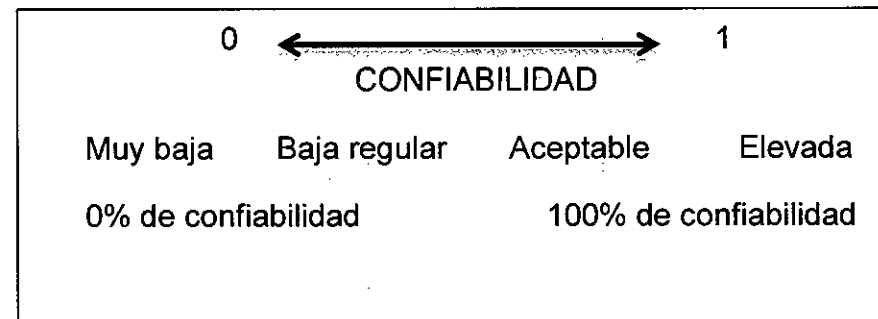 0 1
CONFIABILIDAD
Muy baja Baja regular Aceptable Elevada
0% de confiabilidad 100% de confiabilidad